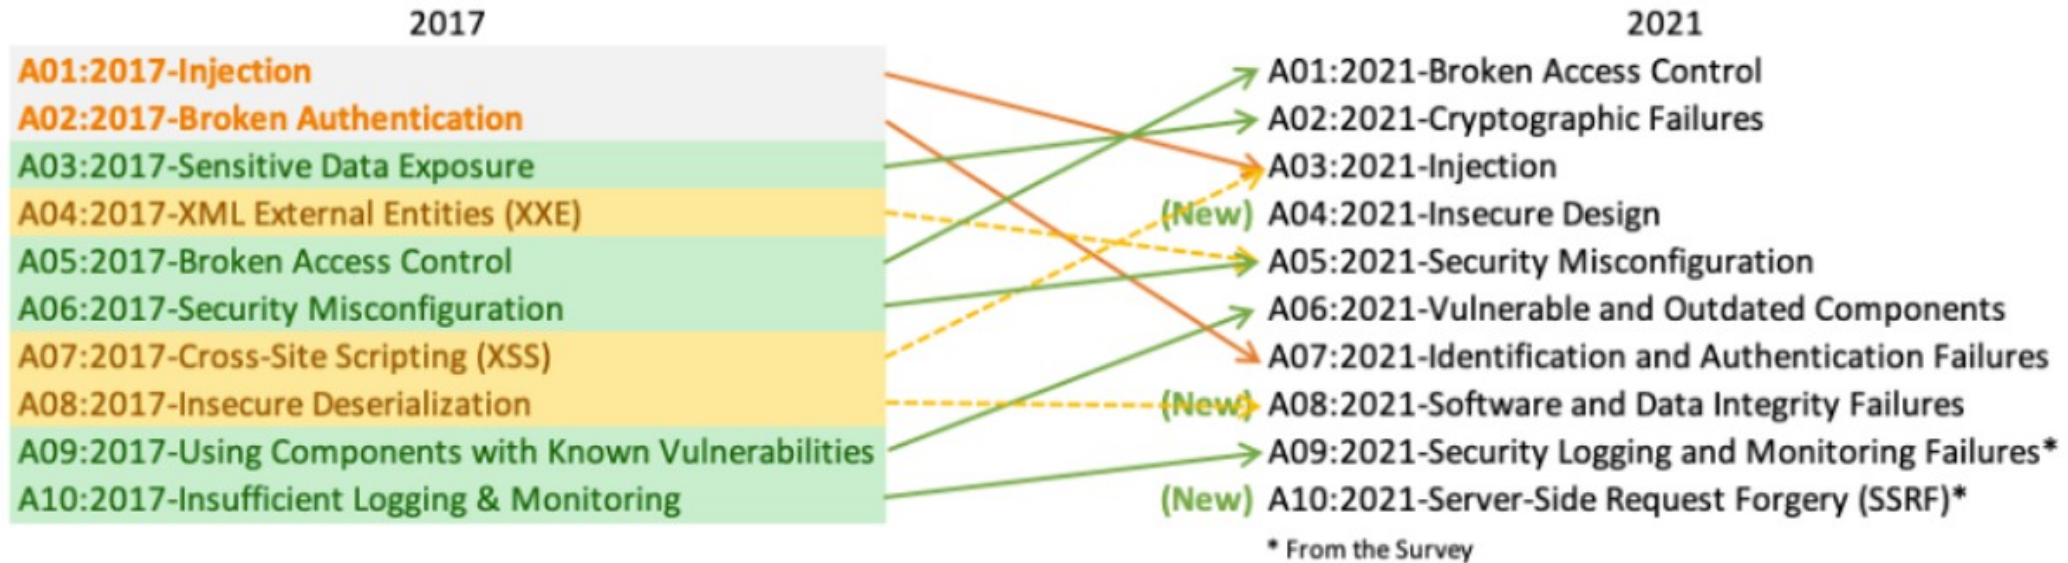 2017
A01:2017-Injection
A02:2017-Broken Authentication
A03:2017-Sensitive Data Exposure
A04:2017-XML External Entities (XXE)
A05:2017-Broken Access Control
A06:2017-Security Misconfiguration
A07:2017-Cross-Site Scripting (XSS)
A08:2017-Insecure Deserialization
A09:2017-Using Components with Known Vulnerabilities
A10:2017-Insufficient Logging & Monitoring
2021
A01:2021-Broken Access Control
A02:2021-Cryptographic Failures
A03:2021-Injection
(New) A04:2021-Insecure Design
A05:2021-Security Misconfiguration
A06:2021-Vulnerable and Outdated Components
A07:2021-Identification and Authentication Failures
(New) A08:2021-Software and Data Integrity Failures
A09:2021-Security Logging and Monitoring Failures*
(New) A10:2021-Server-Side Request Forgery (SSRF)*
* From the Survey